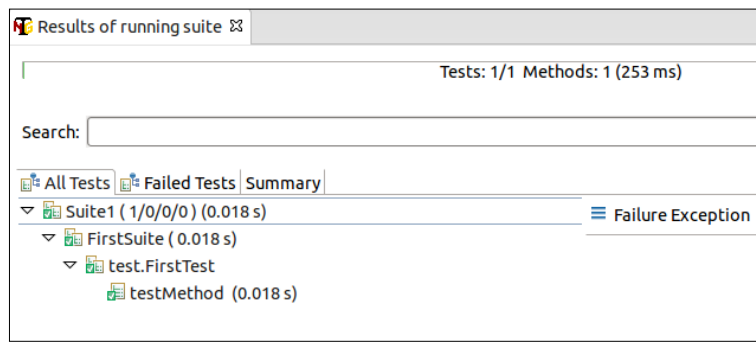 Results of running suite
Tests: 1/1 Methods: 1 (253 ms)
Search:
All Tests Failed Tests Summary
Suite1 ( 1/0/0/0 ) (0.018 s)
Failure Exception
FirstSuite ( 0.018 s)
test.FirstTest
testMethod (0.018 s)